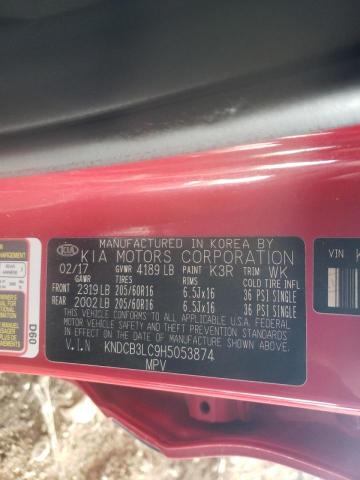 MANUFACTURED IN KOREA BY
KIA KIA MOTORS CORPORATION
02/17 GVWR 4189 LB PAINT K3R TRIM WK
GAWR TIRES RIMS COLD TIRE INFL
FRONT 2319 LB 205/60R16 6.5Jx16 36 PSI SINGLE
REAR 2002 LB 205/60R16 6.5Jx16 36 PSI SINGLE
THIS VEHICLE CONFORMS TO ALL APPLICABLE
FEDERAL MOTOR VEHICLE SAFETY, BUMPER, AND
THEFT PREVENTION STANDARDS IN EFFECT ON
THE DATE OF MANUFACTURE SHOWN ABOVE.
V.I.N KNDCB3LC9H5053874
MPV
D60
VIN
K